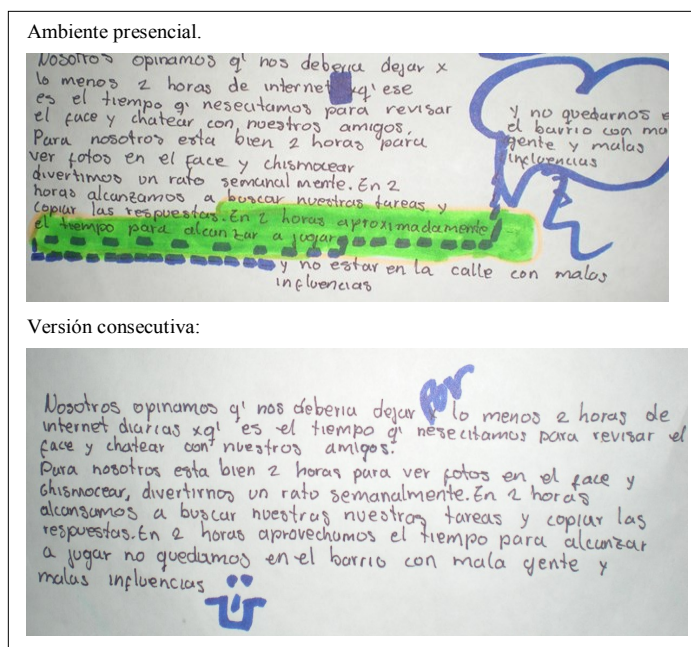 Ambiente presencial.
Nosotros opinamos q' nos deberia dejar x
lo menos 2 horas de internet xq' ese
es el tiempo q' nesecitamos para revisar
el face y chatear con nuestros amigos.
Para nosotros esta bien 2 horas para
ver fotos en el face y chismocear
divertimos un rato semanal mente. En 2
horas alcanzamos a buscar nuestras tareas y
copiar las respuestas. En 2 horas aproximadamente
el tiempo para alcanzar a jugar
y no estar en la calle con malas
influencias
y no quedarnos e
el barrio con ma
gente y malas
influencias
Versión consecutiva:
Nosotros opinamos q' nos deberia dejar por lo menos 2 horas de
internet diarias xq' es el tiempo q' nesecitamos para revisar el
face y chatear con nuestros amigos.
Para nosotros esta bien 2 horas para ver fotos en el face y
chismocear, divertirnos un rato semanalmente. En 2 horas
alcansamos a buscar nuestras nuestras tareas y copiar las
respuestas. En 2 horas aprovechamos el tiempo para alcanzar
a jugar no quedamos en el barrio con mala gente y
malas influencias